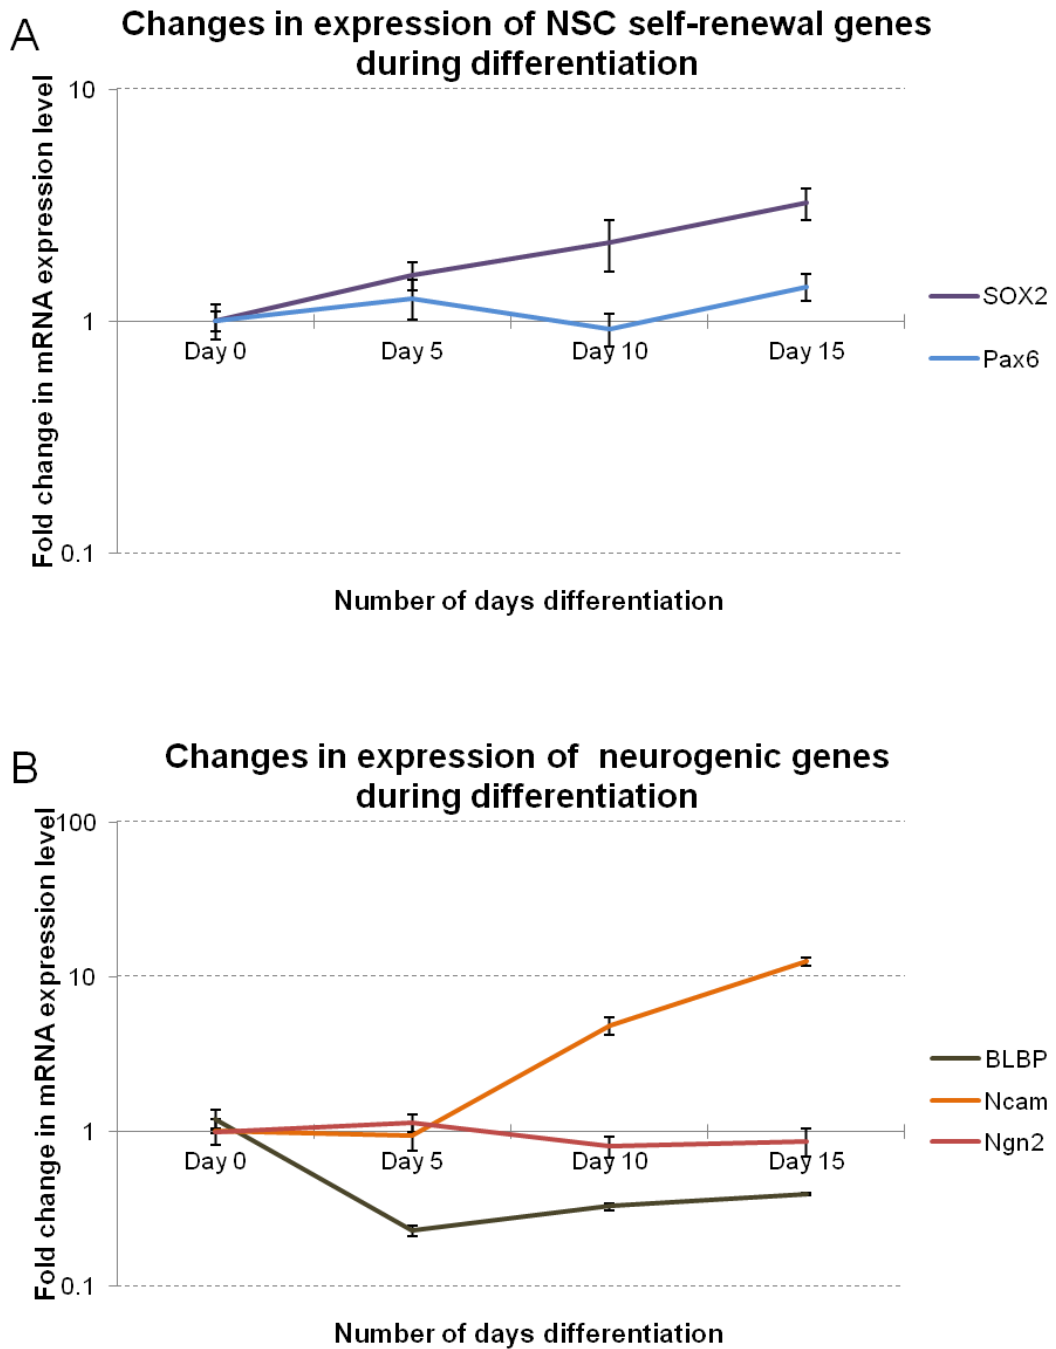 A
Changes in expression of NSC self-renewal genes
during differentiation
Fold change in mRNA expression level
10
1
0.1
Day 0 Day 5 Day 10 Day 15
SOX2
Pax6
Number of days differentiation
B
Changes in expression of neurogenic genes
during differentiation
Fold change in mRNA expression level
100
10
1
0.1
Day 0 Day 5 Day 10 Day 15
BLBP
Ncam
Ngn2
Number of days differentiation